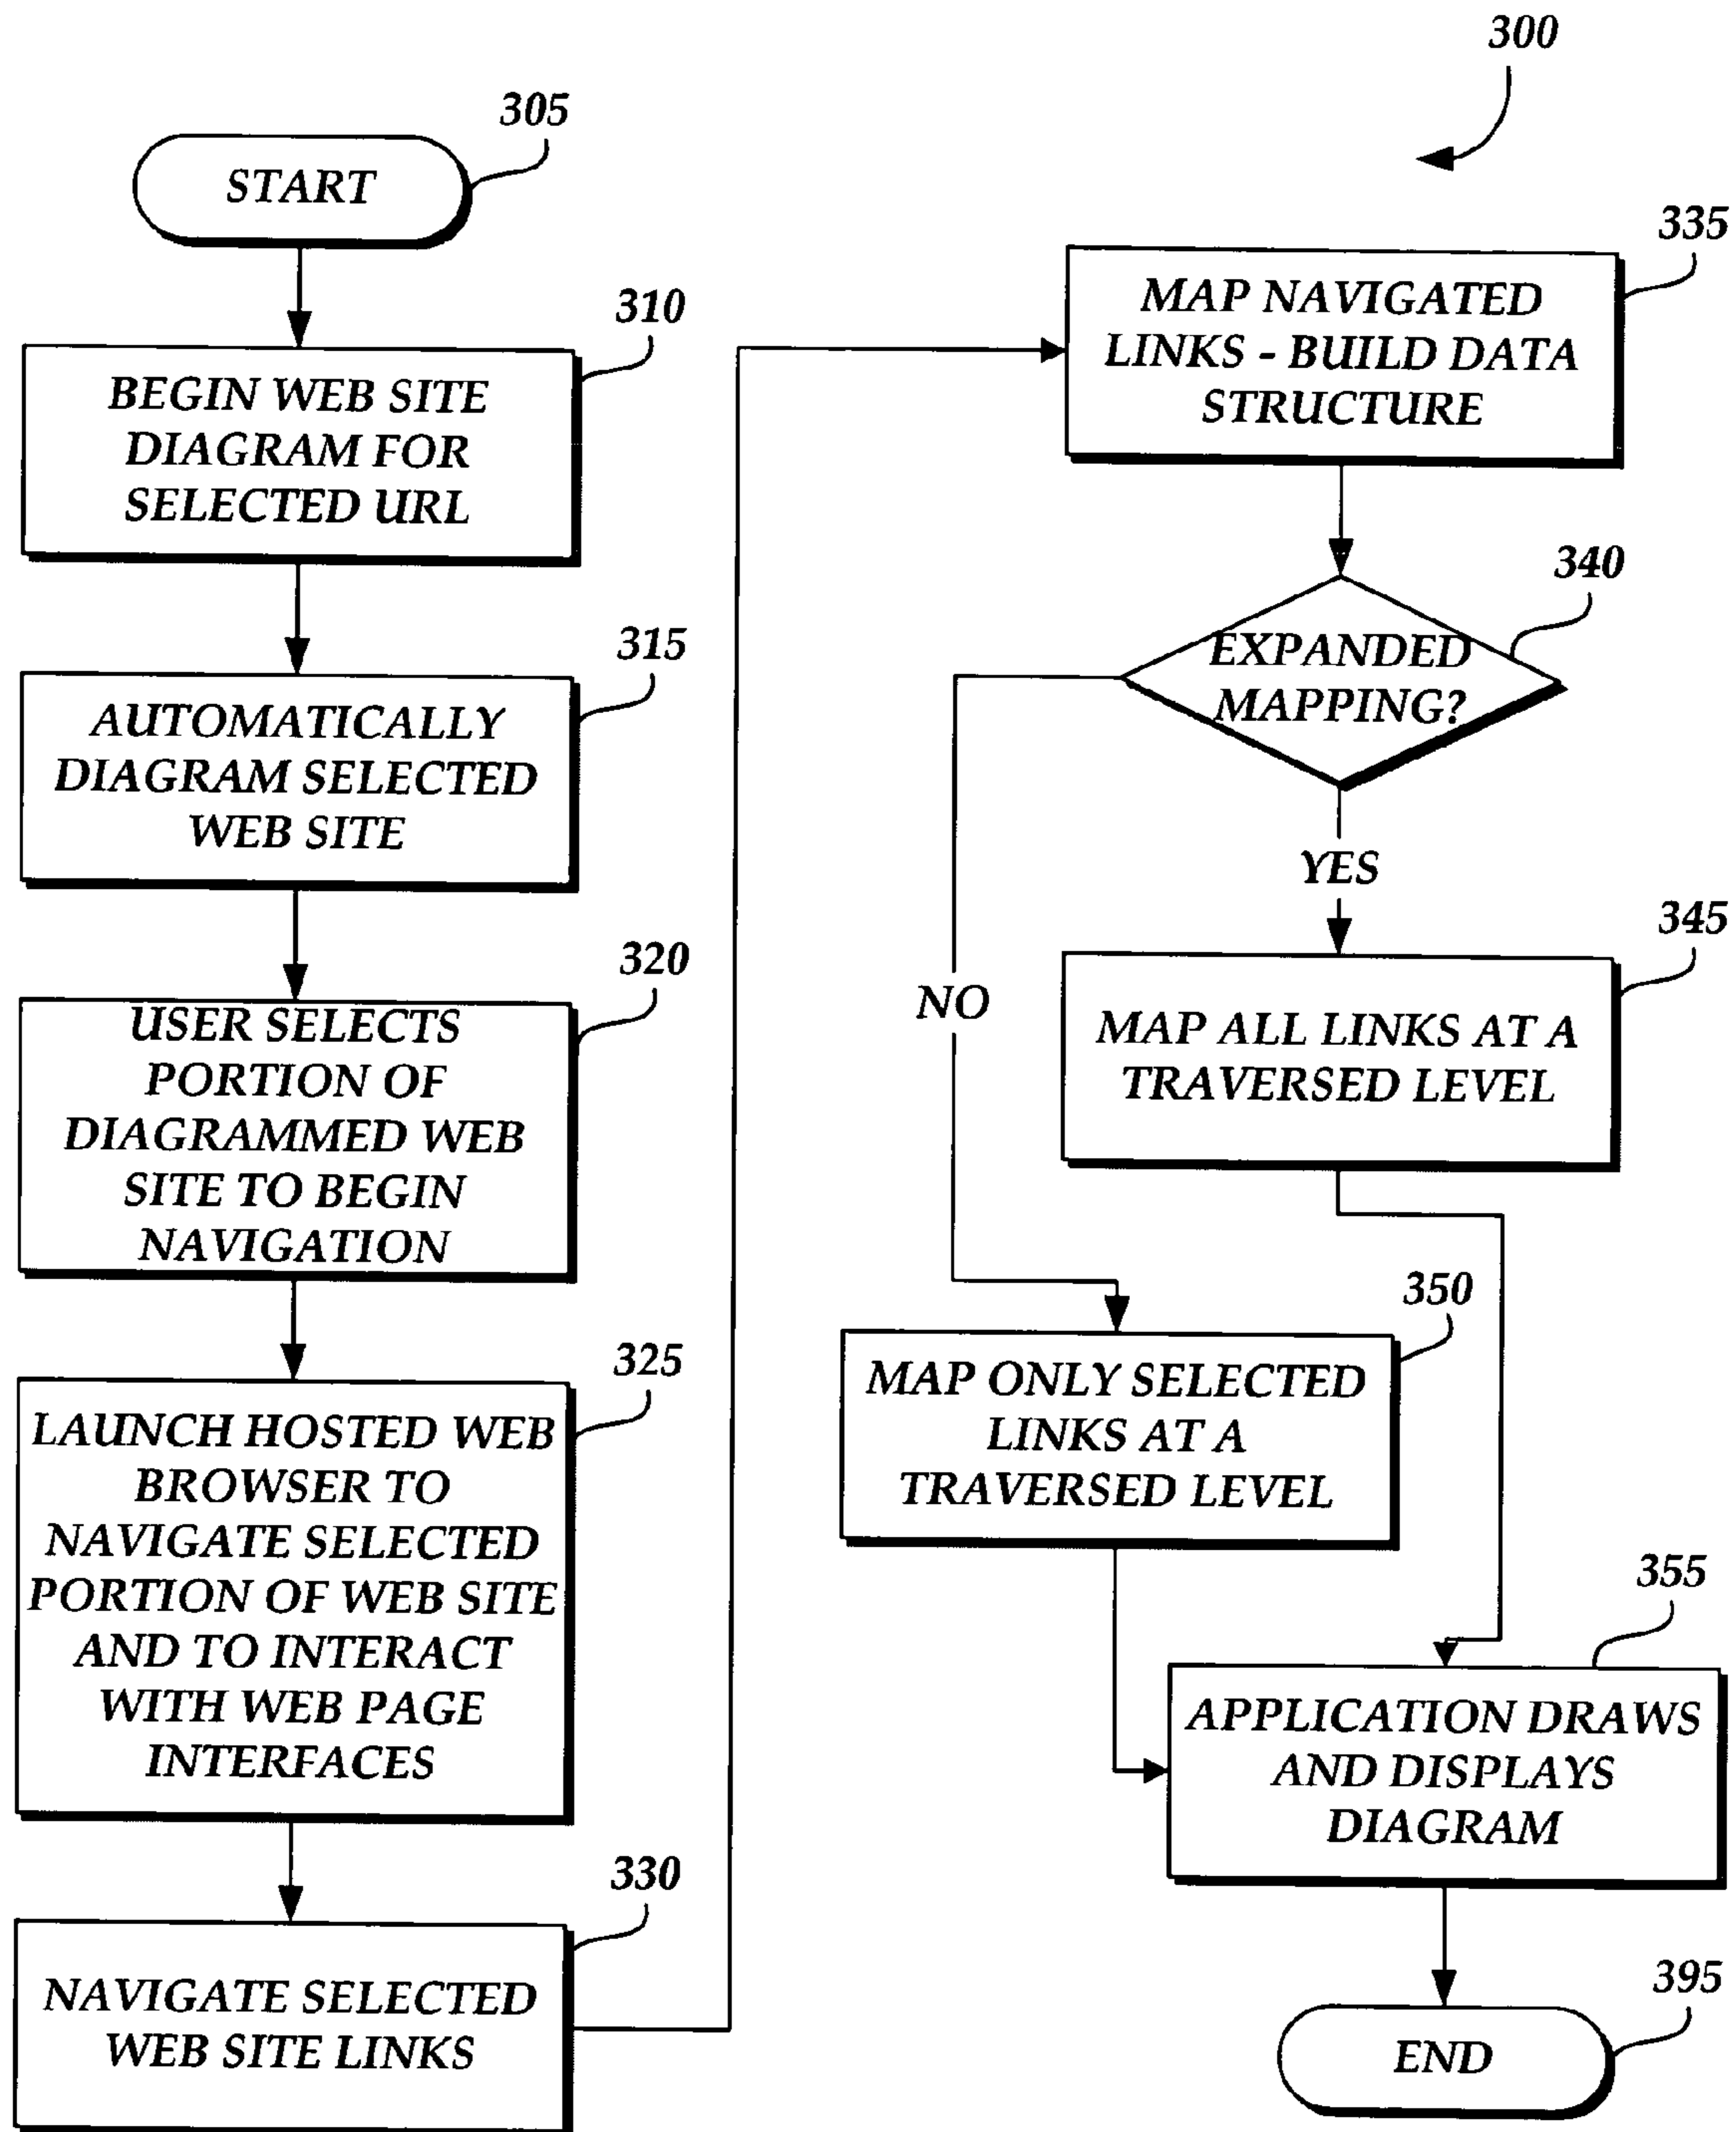 300
305
START
310
BEGIN WEB SITE
DIAGRAM FOR
SELECTED URL
315
AUTOMATICALLY
DIAGRAM SELECTED
WEB SITE
320
USER SELECTS
PORTION OF
DIAGRAMMED WEB
SITE TO BEGIN
NAVIGATION
325
LAUNCH HOSTED WEB
BROWSER TO
NAVIGATE SELECTED
PORTION OF WEB SITE
AND TO INTERACT
WITH WEB PAGE
INTERFACES
330
NAVIGATE SELECTED
WEB SITE LINKS
335
MAP NAVIGATED
LINKS - BUILD DATA
STRUCTURE
340
EXPANDED
MAPPING?
YES
NO
345
MAP ALL LINKS AT A
TRAVERSED LEVEL
350
MAP ONLY SELECTED
LINKS AT A
TRAVERSED LEVEL
355
APPLICATION DRAWS
AND DISPLAYS
DIAGRAM
395
END